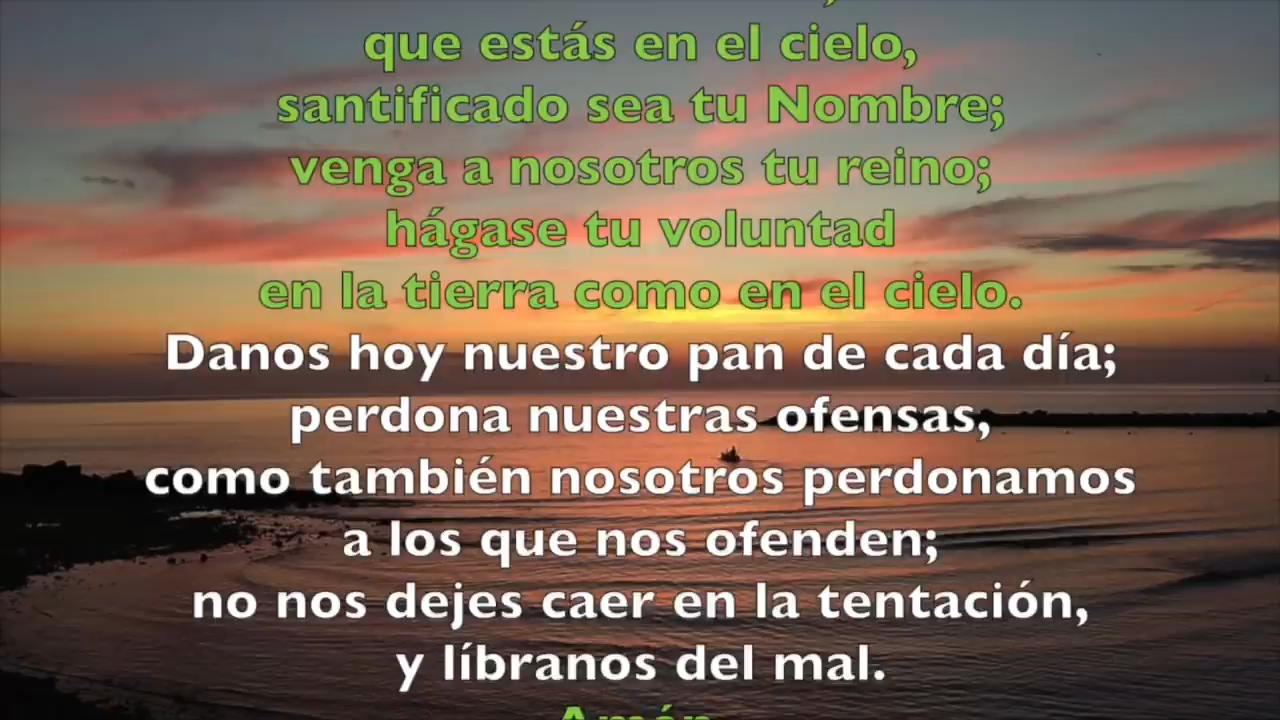 que estás en el cielo,
santificado sea tu Nombre;
venga a nosotros tu reino;
hágase tu voluntad
en la tierra como en el cielo.
Danos hoy nuestro pan de cada día;
perdona nuestras ofensas,
como también nosotros perdonamos
a los que nos ofenden;
no nos dejes caer en la tentación,
y líbranos del mal.
Amén